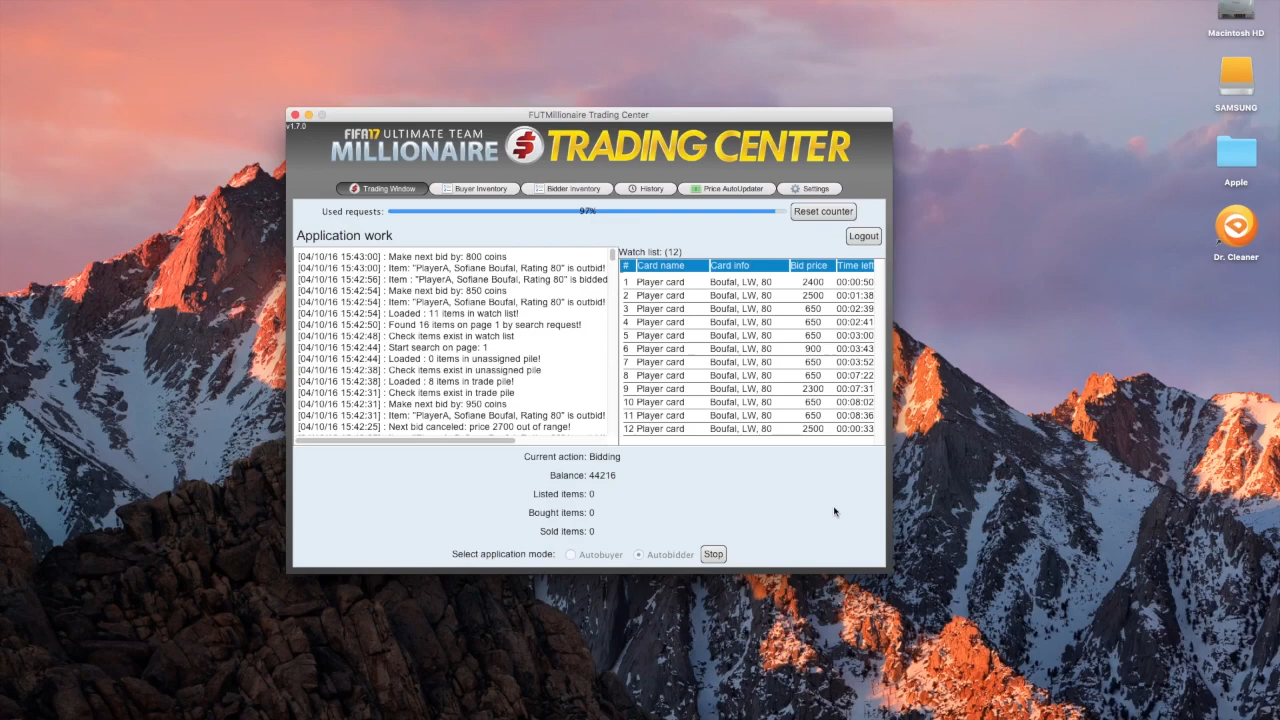 Macintosh HD
SAMSUNG
Apple
Dr. Cleaner
FUTMillionaire Trading Center
v1.7.0
FIFA17 ULTIMATE TEAM
MILLIONAIRE TRADING CENTER
Trading Window Buyer Inventory Bidder Inventory History Price AutoUpdater Settings
Used requests: 97% Reset counter
Application work Logout
[04/10/16 15:43:00] : Make next bid by: 800 coins
[04/10/16 15:43:00] : Item: "PlayerA, Sofiane Boufal, Rating 80" is outbid!
[04/10/16 15:42:56] : Item : "PlayerA, Sofiane Boufal, Rating 80" is bidded
[04/10/16 15:42:54] : Make next bid by: 850 coins
[04/10/16 15:42:54] : Item: "PlayerA, Sofiane Boufal, Rating 80" is outbid!
[04/10/16 15:42:54] : Loaded : 11 items in watch list!
[04/10/16 15:42:50] : Found 16 items on page 1 by search request!
[04/10/16 15:42:48] : Check items exist in watch list
[04/10/16 15:42:44] : Start search on page: 1
[04/10/16 15:42:44] : Loaded : 0 items in unassigned pile!
[04/10/16 15:42:38] : Check items exist in unassigned pile
[04/10/16 15:42:38] : Loaded : 8 items in trade pile!
[04/10/16 15:42:31] : Check items exist in trade pile
[04/10/16 15:42:31] : Make next bid by: 950 coins
[04/10/16 15:42:31] : Item: "PlayerA, Sofiane Boufal, Rating 80" is outbid!
[04/10/16 15:42:25] : Next bid canceled: price 2700 out of range!
Watch list: (12)
# Card name Card info Bid price Time left
1 Player card Boufal, LW, 80 2400 00:00:50
2 Player card Boufal, LW, 80 2500 00:01:38
3 Player card Boufal, LW, 80 650 00:02:39
4 Player card Boufal, LW, 80 650 00:02:41
5 Player card Boufal, LW, 80 650 00:03:00
6 Player card Boufal, LW, 80 900 00:03:43
7 Player card Boufal, LW, 80 650 00:03:52
8 Player card Boufal, LW, 80 650 00:07:22
9 Player card Boufal, LW, 80 2300 00:07:31
10 Player card Boufal, LW, 80 650 00:08:02
11 Player card Boufal, LW, 80 650 00:08:36
12 Player card Boufal, LW, 80 2500 00:00:33
Current action: Bidding
Balance: 44216
Listed items: 0
Bought items: 0
Sold items: 0
Select application mode: Autobuyer Autobidder Stop